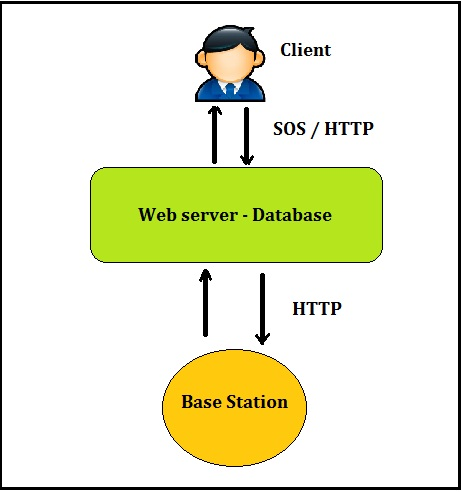 Client
SOS / HTTP
Web server - Database
HTTP
Base Station